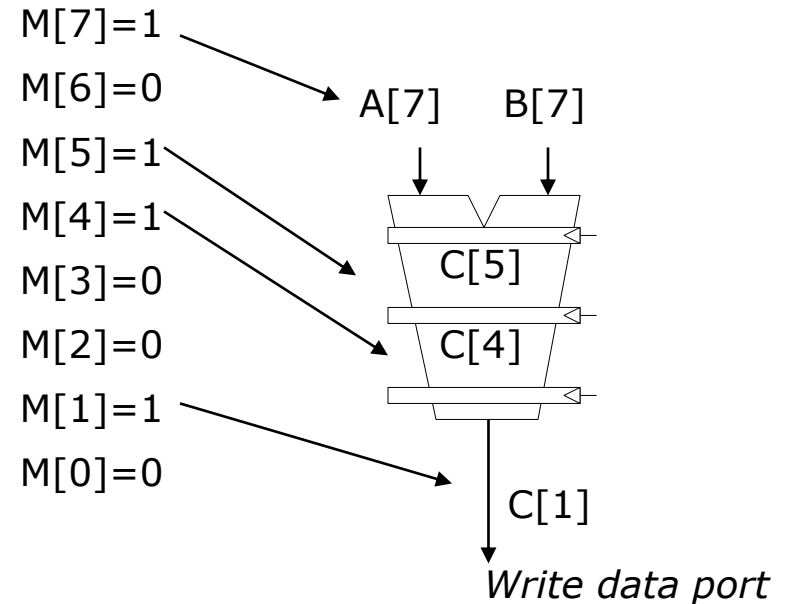 M[7]=1
M[6]=0
M[5]=1
M[4]=1
M[3]=0
M[2]=0
M[1]=1
M[0]=0
A[7] B[7]
C[5]
C[4]
C[1]
Write data port